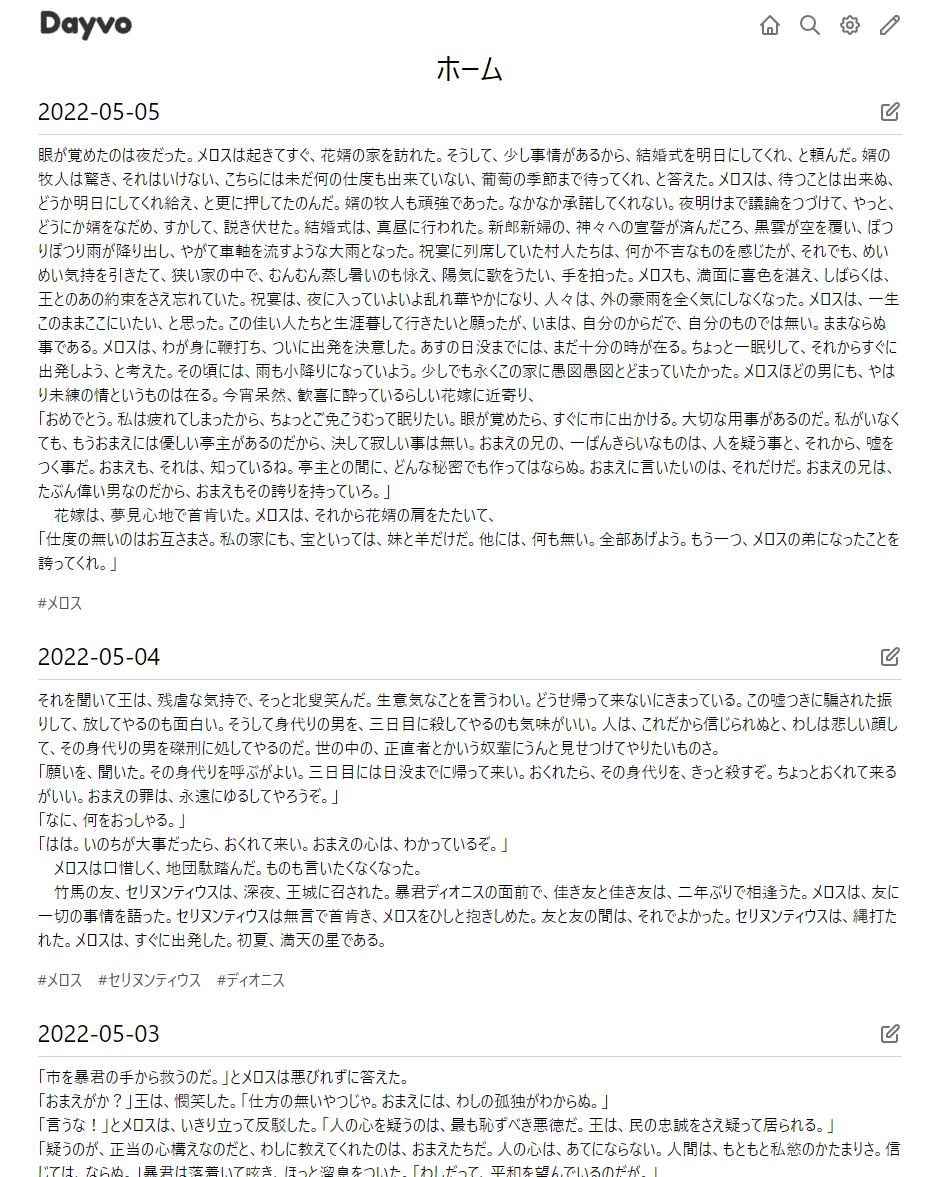 Dayvo
ホーム
2022-05-05
眼が覚めたのは夜だった。メロスは起きてすぐ、花婿の家を訪れた。そうして、少し事情があるから、結婚式を明日にしてくれ、と頼んだ。婿の
牧人は驚き、それはいけない、こちらには未だ何の仕度も出来ていない、葡萄の季節まで待ってくれ、と答えた。メロスは、待つことは出来ぬ、
どうか明日にしてくれ給え、と更に押してたのんだ。婿の牧人も頑強であった。なかなか承諾してくれない。夜明けまで議論をつづけて、やっと、
どうにか婿をなだめ、すかして、説き伏せた。結婚式は、真昼に行われた。新郎新婦の、神々への宣誓が済んだころ、黒雲が空を覆い、ぽつ
りぽつり雨が降り出し、やがて車軸を流すような大雨となった。祝宴に列席していた村人たちは、何か不吉なものを感じたが、それでも、めい
めい気持を引きたて、狭い家の中で、むんむん蒸し暑いのも怺え、陽気に歌をうたい、手を拍った。メロスも、満面に喜色を湛え、しばらくは、
王とのあの約束をさえ忘れていた。祝宴は、夜に入っていよいよ乱れ華やかになり、人々は、外の豪雨を全く気にしなくなった。メロスは、一生
このままここにいたい、と思った。この佳い人たちと生涯暮して行きたいと願ったが、いまは、自分のからだで、自分のものでは無い。ままならぬ
事である。メロスは、わが身に鞭打ち、ついに出発を決意した。あすの日没までには、まだ十分の時が在る。ちょっと一眠りして、それからすぐに
出発しよう、と考えた。その頃には、雨も小降りになっていよう。少しでも永くこの家に愚図愚図とどまっていたかった。メロスほどの男にも、やは
り未練の情というものは在る。今宵呆然、歓喜に酔っているらしい花嫁に近寄り、
「おめでとう。私は疲れてしまったから、ちょっとご免こうむって眠りたい。眼が覚めたら、すぐに市に出かける。大切な用事があるのだ。私がいなく
ても、もうおまえには優しい亭主があるのだから、決して寂しい事は無い。おまえの兄の、一ばんきらいなものは、人を疑う事と、それから、嘘を
つく事だ。おまえも、それは、知っているね。亭主との間に、どんな秘密でも作ってはならぬ。おまえに言いたいのは、それだけだ。おまえの兄は、
たぶん偉い男なのだから、おまえもその誇りを持っていろ。」
　花嫁は、夢見心地で首肯いた。メロスは、それから花婿の肩をたたいて、
「仕度の無いのはお互さまさ。私の家にも、宝といっては、妹と羊だけだ。他には、何も無い。全部あげよう。もう一つ、メロスの弟になったことを
誇ってくれ。」
#メロス
2022-05-04
それを聞いて王は、残虐な気持で、そっと北叟笑んだ。生意気なことを言うわい。どうせ帰って来ないにきまっている。この嘘つきに騙された振
りして、放してやるのも面白い。そうして身代りの男を、三日目に殺してやるのも気味がいい。人は、これだから信じられぬと、わしは悲しい顔し
て、その身代りの男を磔刑に処してやるのだ。世の中の、正直者とかいう奴輩にうんと見せつけてやりたいものさ。
「願いを、聞いた。その身代りを呼ぶがよい。三日目には日没までに帰って来い。おくれたら、その身代りを、きっと殺すぞ。ちょっとおくれて来る
がいい。おまえの罪は、永遠にゆるしてやろうぞ。」
「なに、何をおっしゃる。」
「はは。いのちが大事だったら、おくれて来い。おまえの心は、わかっているぞ。」
　メロスは口惜しく、地団駄踏んだ。ものも言いたくなくなった。
　竹馬の友、セリヌンティウスは、深夜、王城に召された。暴君ディオニスの面前で、佳き友と佳き友は、二年ぶりで相逢うた。メロスは、友に
一切の事情を語った。セリヌンティウスは無言で首肯き、メロスをひしと抱きしめた。友と友の間は、それでよかった。セリヌンティウスは、縄打た
れた。メロスは、すぐに出発した。初夏、満天の星である。
#メロス #セリヌンティウス #ディオニス
2022-05-03
「市を暴君の手から救うのだ。」とメロスは悪びれずに答えた。
「おまえがか？」王は、憫笑した。「仕方の無いやつじゃ。おまえには、わしの孤独がわからぬ。」
「言うな！」とメロスは、いきり立って反駁した。「人の心を疑うのは、最も恥ずべき悪徳だ。王は、民の忠誠をさえ疑って居られる。」
「疑うのが、正当の心構えなのだと、わしに教えてくれたのは、おまえたちだ。人の心は、あてにならない。人間は、もともと私慾のかたまりさ。信
じては、ならぬ。」暴君は落着いて呟き、ほっと溜息をついた。「わしだって、平和を望んでいるのだが。」